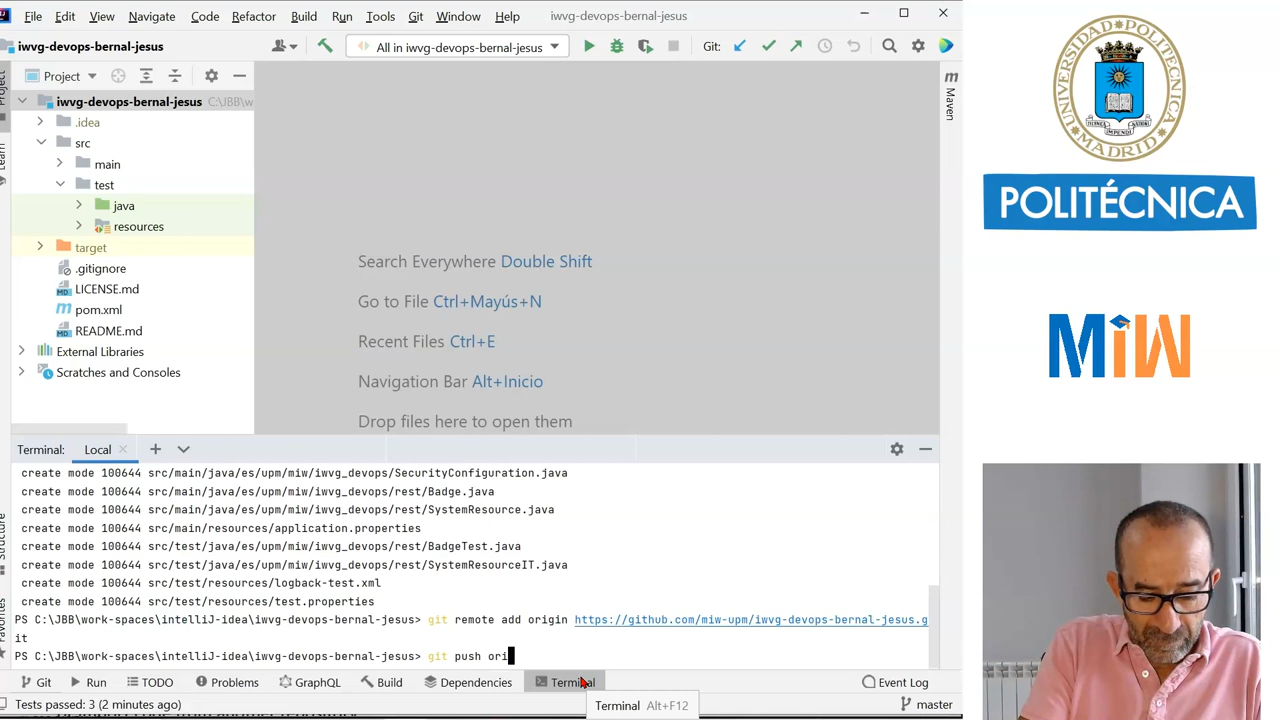 File Edit View Navigate Code Refactor Build Run Tools Git Window Help iwvg-devops-bernal-jesus
iwvg-devops-bernal-jesus All in iwvg-devops-bernal-jesus Git:
Project
Project
Learn
Structure
Favorites
Maven
iwvg-devops-bernal-jesus C:\JBB\w
.idea
src
main
test
java
resources
target
.gitignore
LICENSE.md
pom.xml
README.md
External Libraries
Scratches and Consoles
Search Everywhere Double Shift
Go to File Ctrl+Mayús+N
Recent Files Ctrl+E
Navigation Bar Alt+Inicio
Drop files here to open them
Terminal: Local
create mode 100644 src/main/java/es/upm/miw/iwvg_devops/SecurityConfiguration.java
create mode 100644 src/main/java/es/upm/miw/iwvg_devops/rest/Badge.java
create mode 100644 src/main/java/es/upm/miw/iwvg_devops/rest/SystemResource.java
create mode 100644 src/main/resources/application.properties
create mode 100644 src/test/java/es/upm/miw/iwvg_devops/rest/BadgeTest.java
create mode 100644 src/test/java/es/upm/miw/iwvg_devops/rest/SystemResourceIT.java
create mode 100644 src/test/resources/logback-test.xml
create mode 100644 src/test/resources/test.properties
PS C:\JBB\work-spaces\intelliJ-idea\iwvg-devops-bernal-jesus> git remote add origin https://github.com/miw-upm/iwvg-devops-bernal-jesus.g
it
PS C:\JBB\work-spaces\intelliJ-idea\iwvg-devops-bernal-jesus> git push ori
Git Run TODO Problems GraphQL Build Dependencies Terminal Event Log
Terminal Alt+F12
Tests passed: 3 (2 minutes ago) master
UNIVERSIDAD POLITÉCNICA
MADRID
POLITÉCNICA
MiW